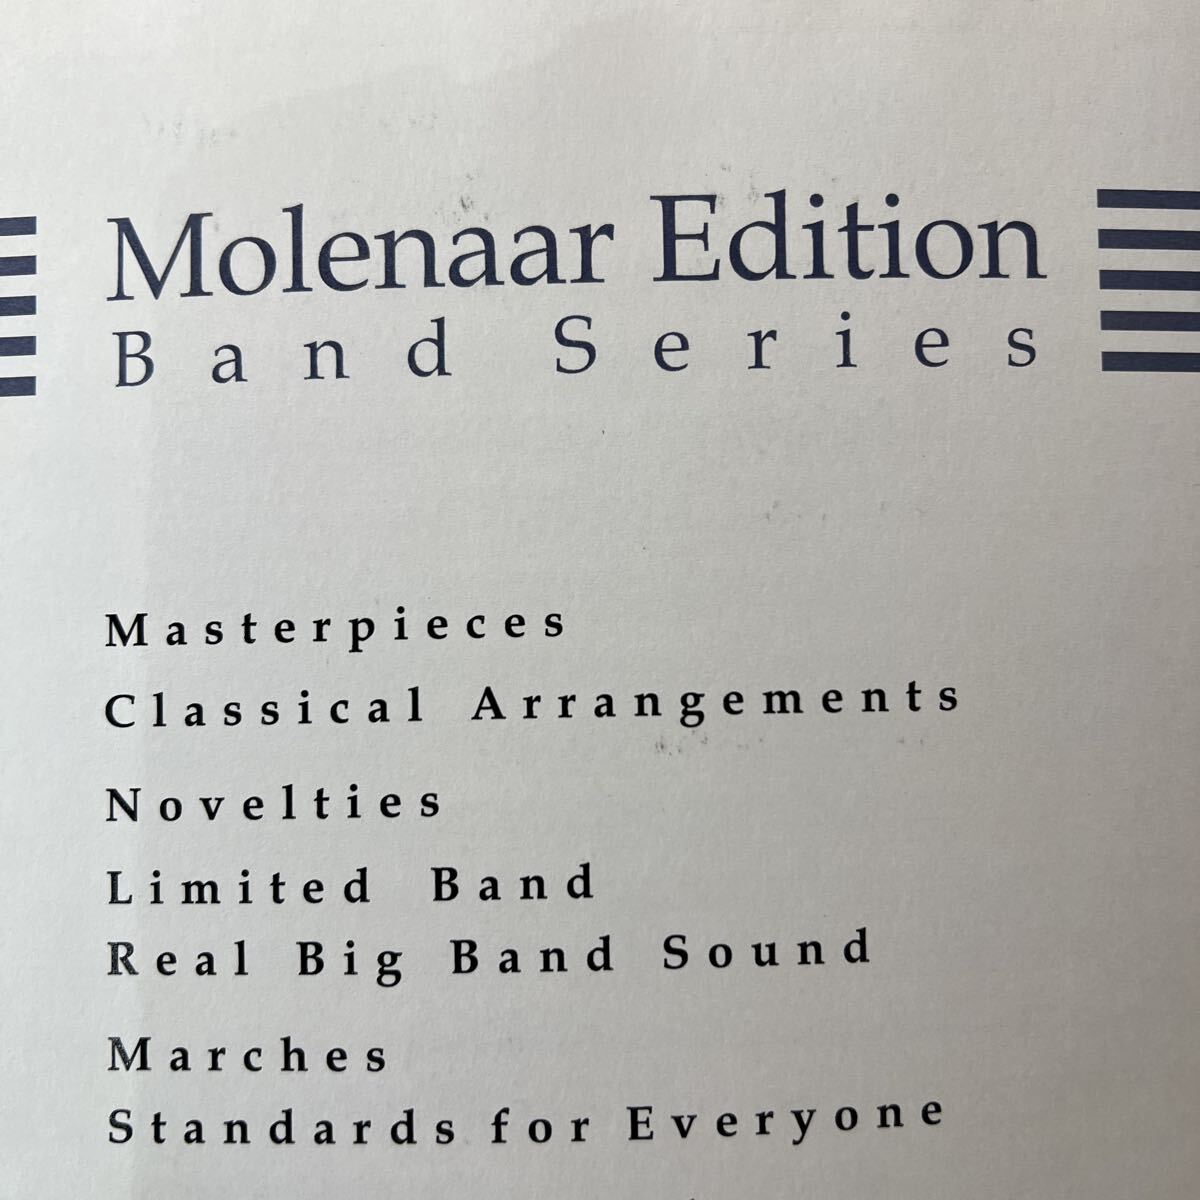 Molenaar Edition
Band Series
Masterpieces
Classical Arrangements
Novelties
Limited Band
Real Big Band Sound
Marches
Standards for Everyone